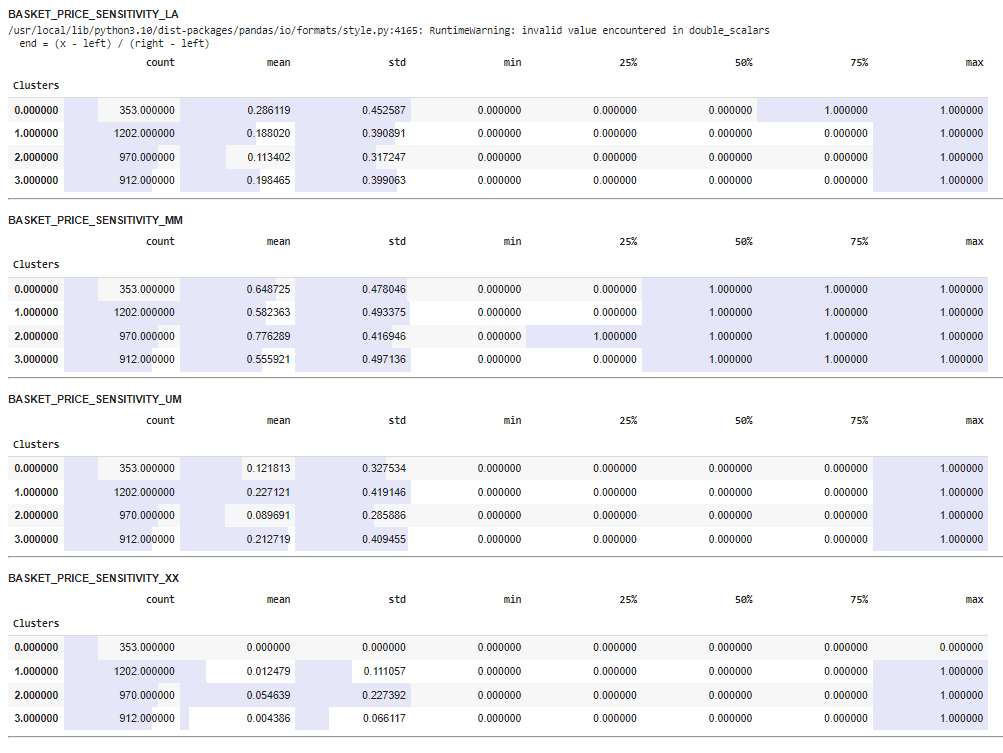 BASKET_PRICE_SENSITIVITY_LA
/usr/local/lib/python3.10/dist-packages/pandas/io/formats/style.py:4165: RuntimeWarning: invalid value encountered in double_scalars
end = (x - left) / (right - left)
count mean std min 25% 50% 75% max
Clusters
0.000000 353.000000 0.286119 0.452587 0.000000 0.000000 0.000000 1.000000 1.000000
1.000000 1202.000000 0.188020 0.390891 0.000000 0.000000 0.000000 0.000000 1.000000
2.000000 970.000000 0.113402 0.317247 0.000000 0.000000 0.000000 0.000000 1.000000
3.000000 912.000000 0.198465 0.399063 0.000000 0.000000 0.000000 0.000000 1.000000
BASKET_PRICE_SENSITIVITY_MM
count mean std min 25% 50% 75% max
Clusters
0.000000 353.000000 0.648725 0.478046 0.000000 0.000000 1.000000 1.000000 1.000000
1.000000 1202.000000 0.582363 0.493375 0.000000 0.000000 1.000000 1.000000 1.000000
2.000000 970.000000 0.776289 0.416946 0.000000 1.000000 1.000000 1.000000 1.000000
3.000000 912.000000 0.555921 0.497136 0.000000 0.000000 1.000000 1.000000 1.000000
BASKET_PRICE_SENSITIVITY_UM
count mean std min 25% 50% 75% max
Clusters
0.000000 353.000000 0.121813 0.327534 0.000000 0.000000 0.000000 0.000000 1.000000
1.000000 1202.000000 0.227121 0.419146 0.000000 0.000000 0.000000 0.000000 1.000000
2.000000 970.000000 0.089691 0.285886 0.000000 0.000000 0.000000 0.000000 1.000000
3.000000 912.000000 0.212719 0.409455 0.000000 0.000000 0.000000 0.000000 1.000000
BASKET_PRICE_SENSITIVITY_XX
count mean std min 25% 50% 75% max
Clusters
0.000000 353.000000 0.000000 0.000000 0.000000 0.000000 0.000000 0.000000 0.000000
1.000000 1202.000000 0.012479 0.111057 0.000000 0.000000 0.000000 0.000000 1.000000
2.000000 970.000000 0.054639 0.227392 0.000000 0.000000 0.000000 0.000000 1.000000
3.000000 912.000000 0.004386 0.066117 0.000000 0.000000 0.000000 0.000000 1.000000